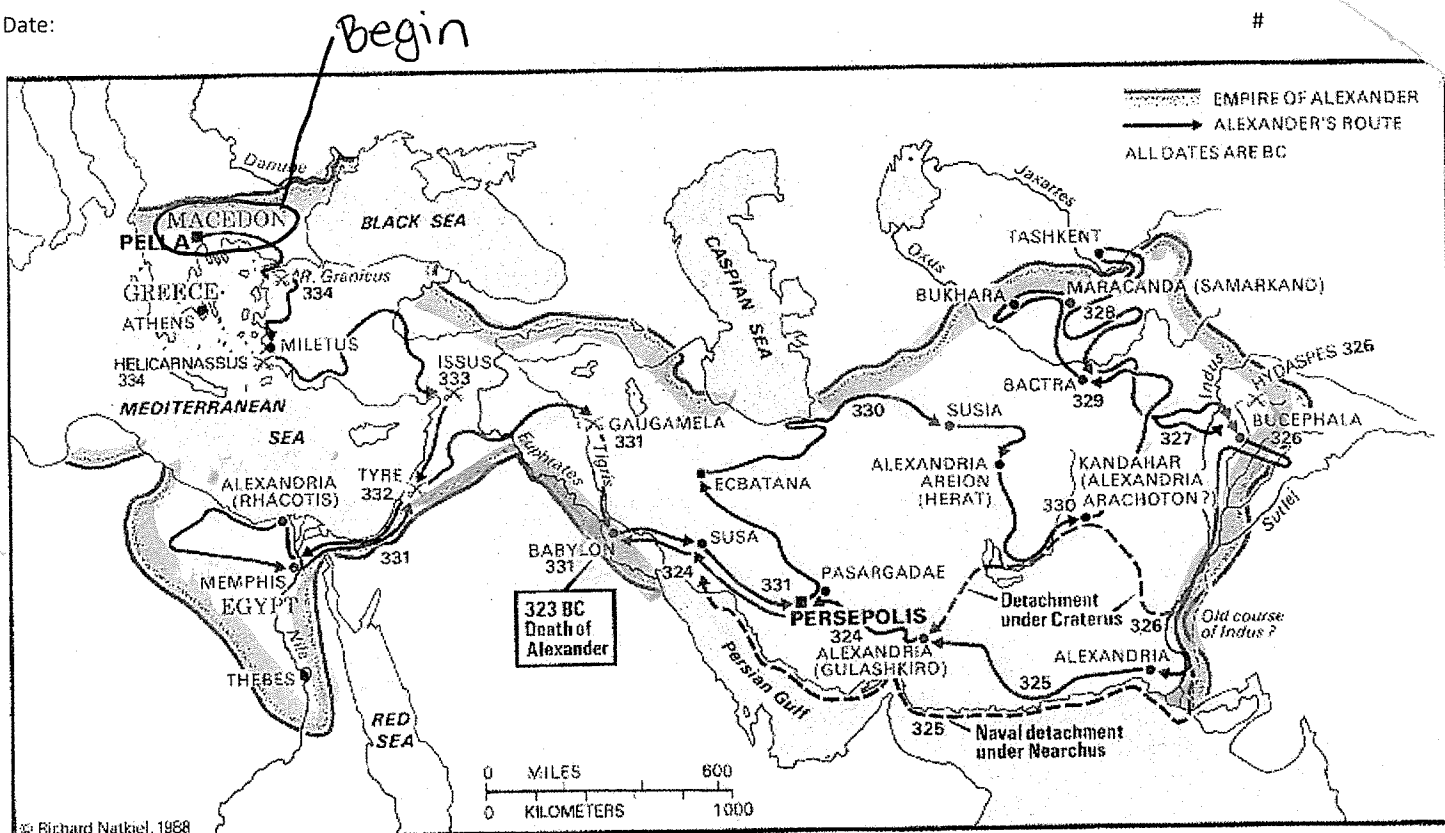 Date:
#
Begin
EMPIRE OF ALEXANDER
ALEXANDER'S ROUTE
ALL DATES ARE BC
Danube
MACEDON
PELLA
BLACK SEA
R. Granicus
334
GREECE
ATHENS
MILETUS
HELICARNASSUS
334
ISSUS
333
MEDITERRANEAN
SEA
CASPIAN SEA
Jaxartes
Oxus
TASHKENT
BUKHARA
MARACANDA (SAMARKAND)
328
BACTRA
329
Indus
HYDASPES 326
BUCEPHALA
326
327
330
SUSIA
GAUGAMELA
331
Euphrates
Tigris
TYRE
332
ALEXANDRIA
(RHACOTIS)
ECBATANA
ALEXANDRIA
AREION
(HERAT)
KANDAHAR
(ALEXANDRIA
ARACHOTON?)
330
Sutlej
331
MEMPHIS
EGYPT
Nile
THEBES
RED
SEA
BABYLON
331
SUSA
324
331
PASARGADAE
PERSEPOLIS
324
323 BC
Death of
Alexander
Persian Gulf
ALEXANDRIA
(GULASHKIRD)
Detachment
under Craterus
326
Old course
of Indus?
ALEXANDRIA
325
325
Naval detachment
under Nearchus
0 MILES 600
0 KILOMETERS 1000
© Richard Natkiel, 1988